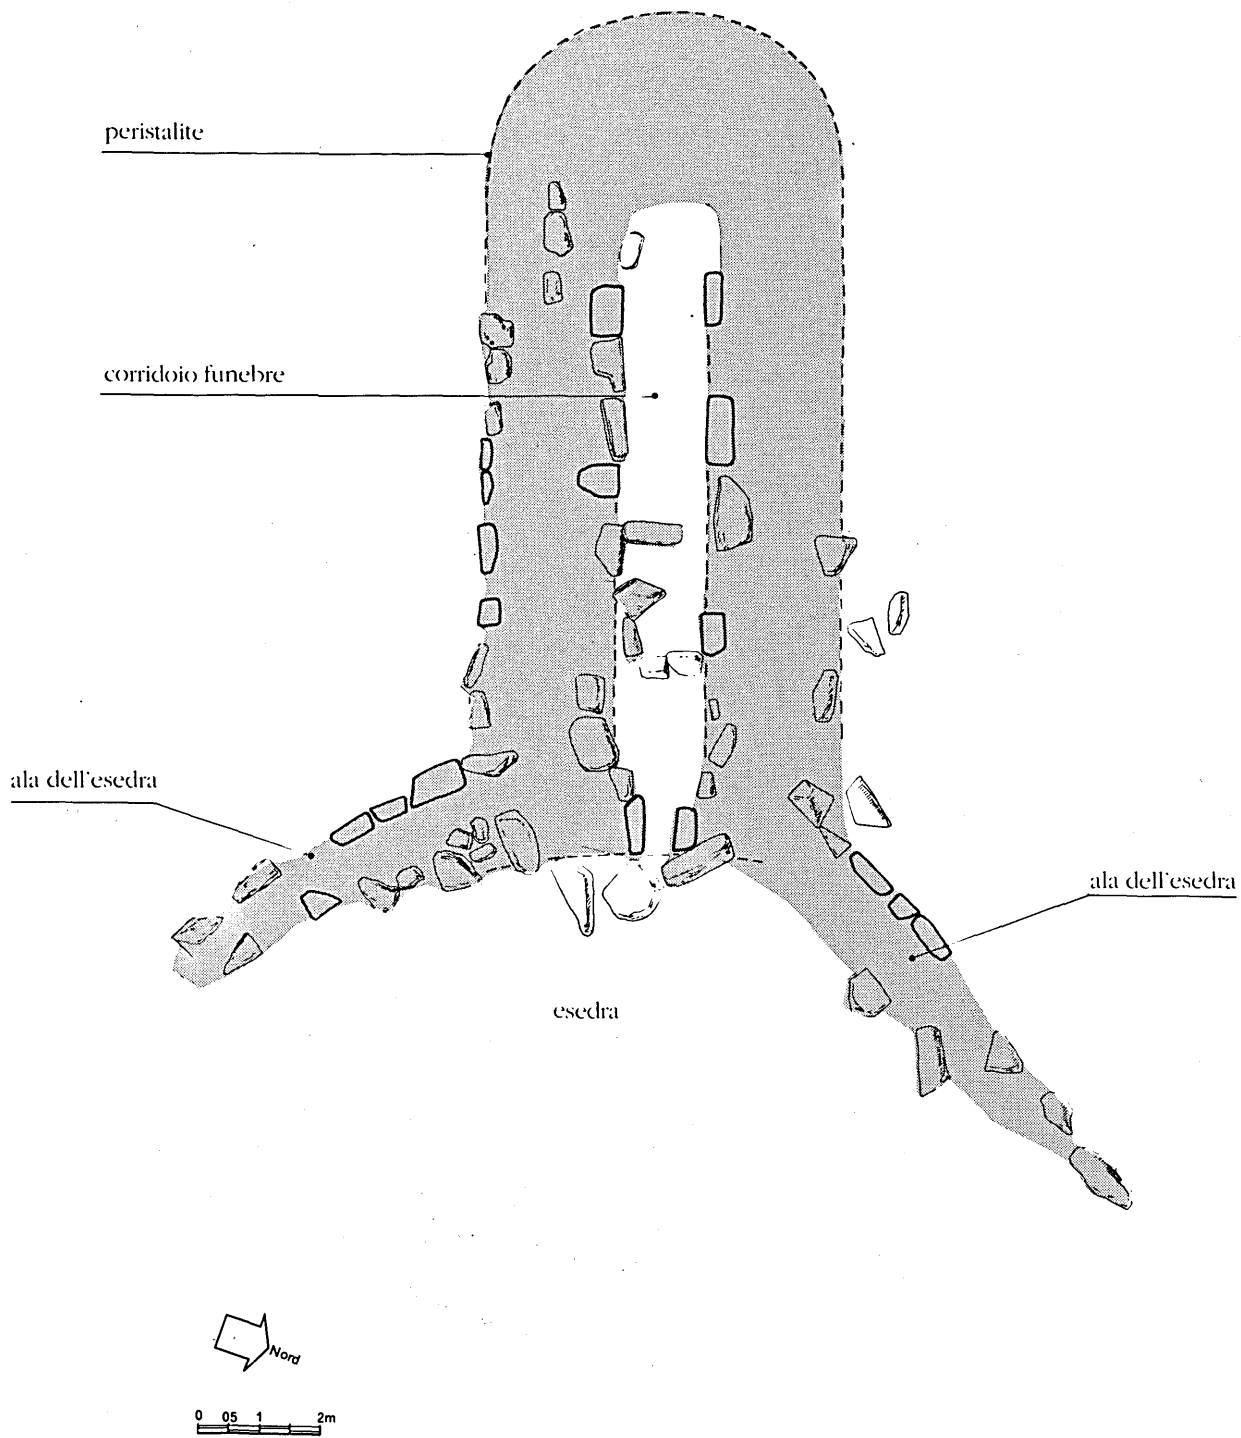 peristalite
corridoio funebre
ala dell'esedra
ala dell'esedra
esedra
Nord
0 05 1 2m